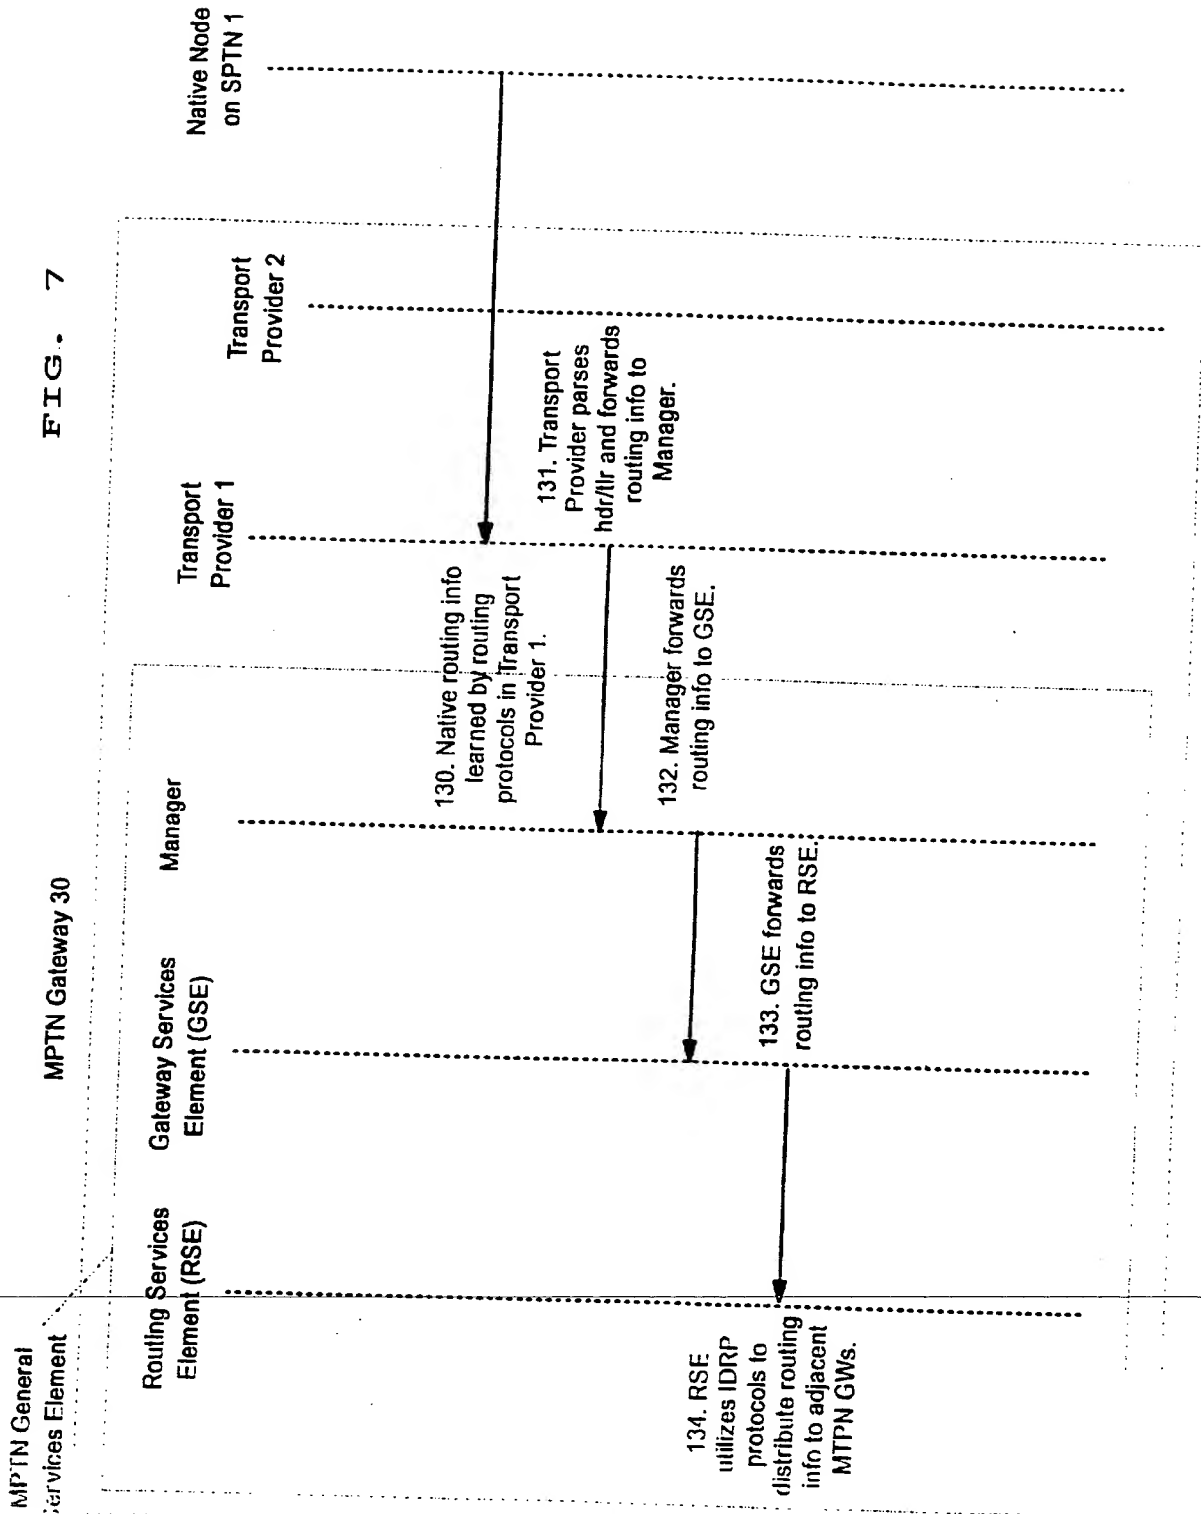 FIG. 7
MPTN Gateway 30
MPTN General
Services Element
Routing Services
Element (RSE)
Gateway Services
Element (GSE)
Manager
Transport
Provider 1
Transport
Provider 2
Native Node
on SPTN 1
130. Native routing info
learned by routing
protocols in Transport
Provider 1.
131. Transport
Provider parses
hdr/tlr and forwards
routing info to
Manager.
132. Manager forwards
routing info to GSE.
133. GSE forwards
routing info to RSE.
134. RSE
utilizes IDRP
protocols to
distribute routing
info to adjacent
MTPN GWs.